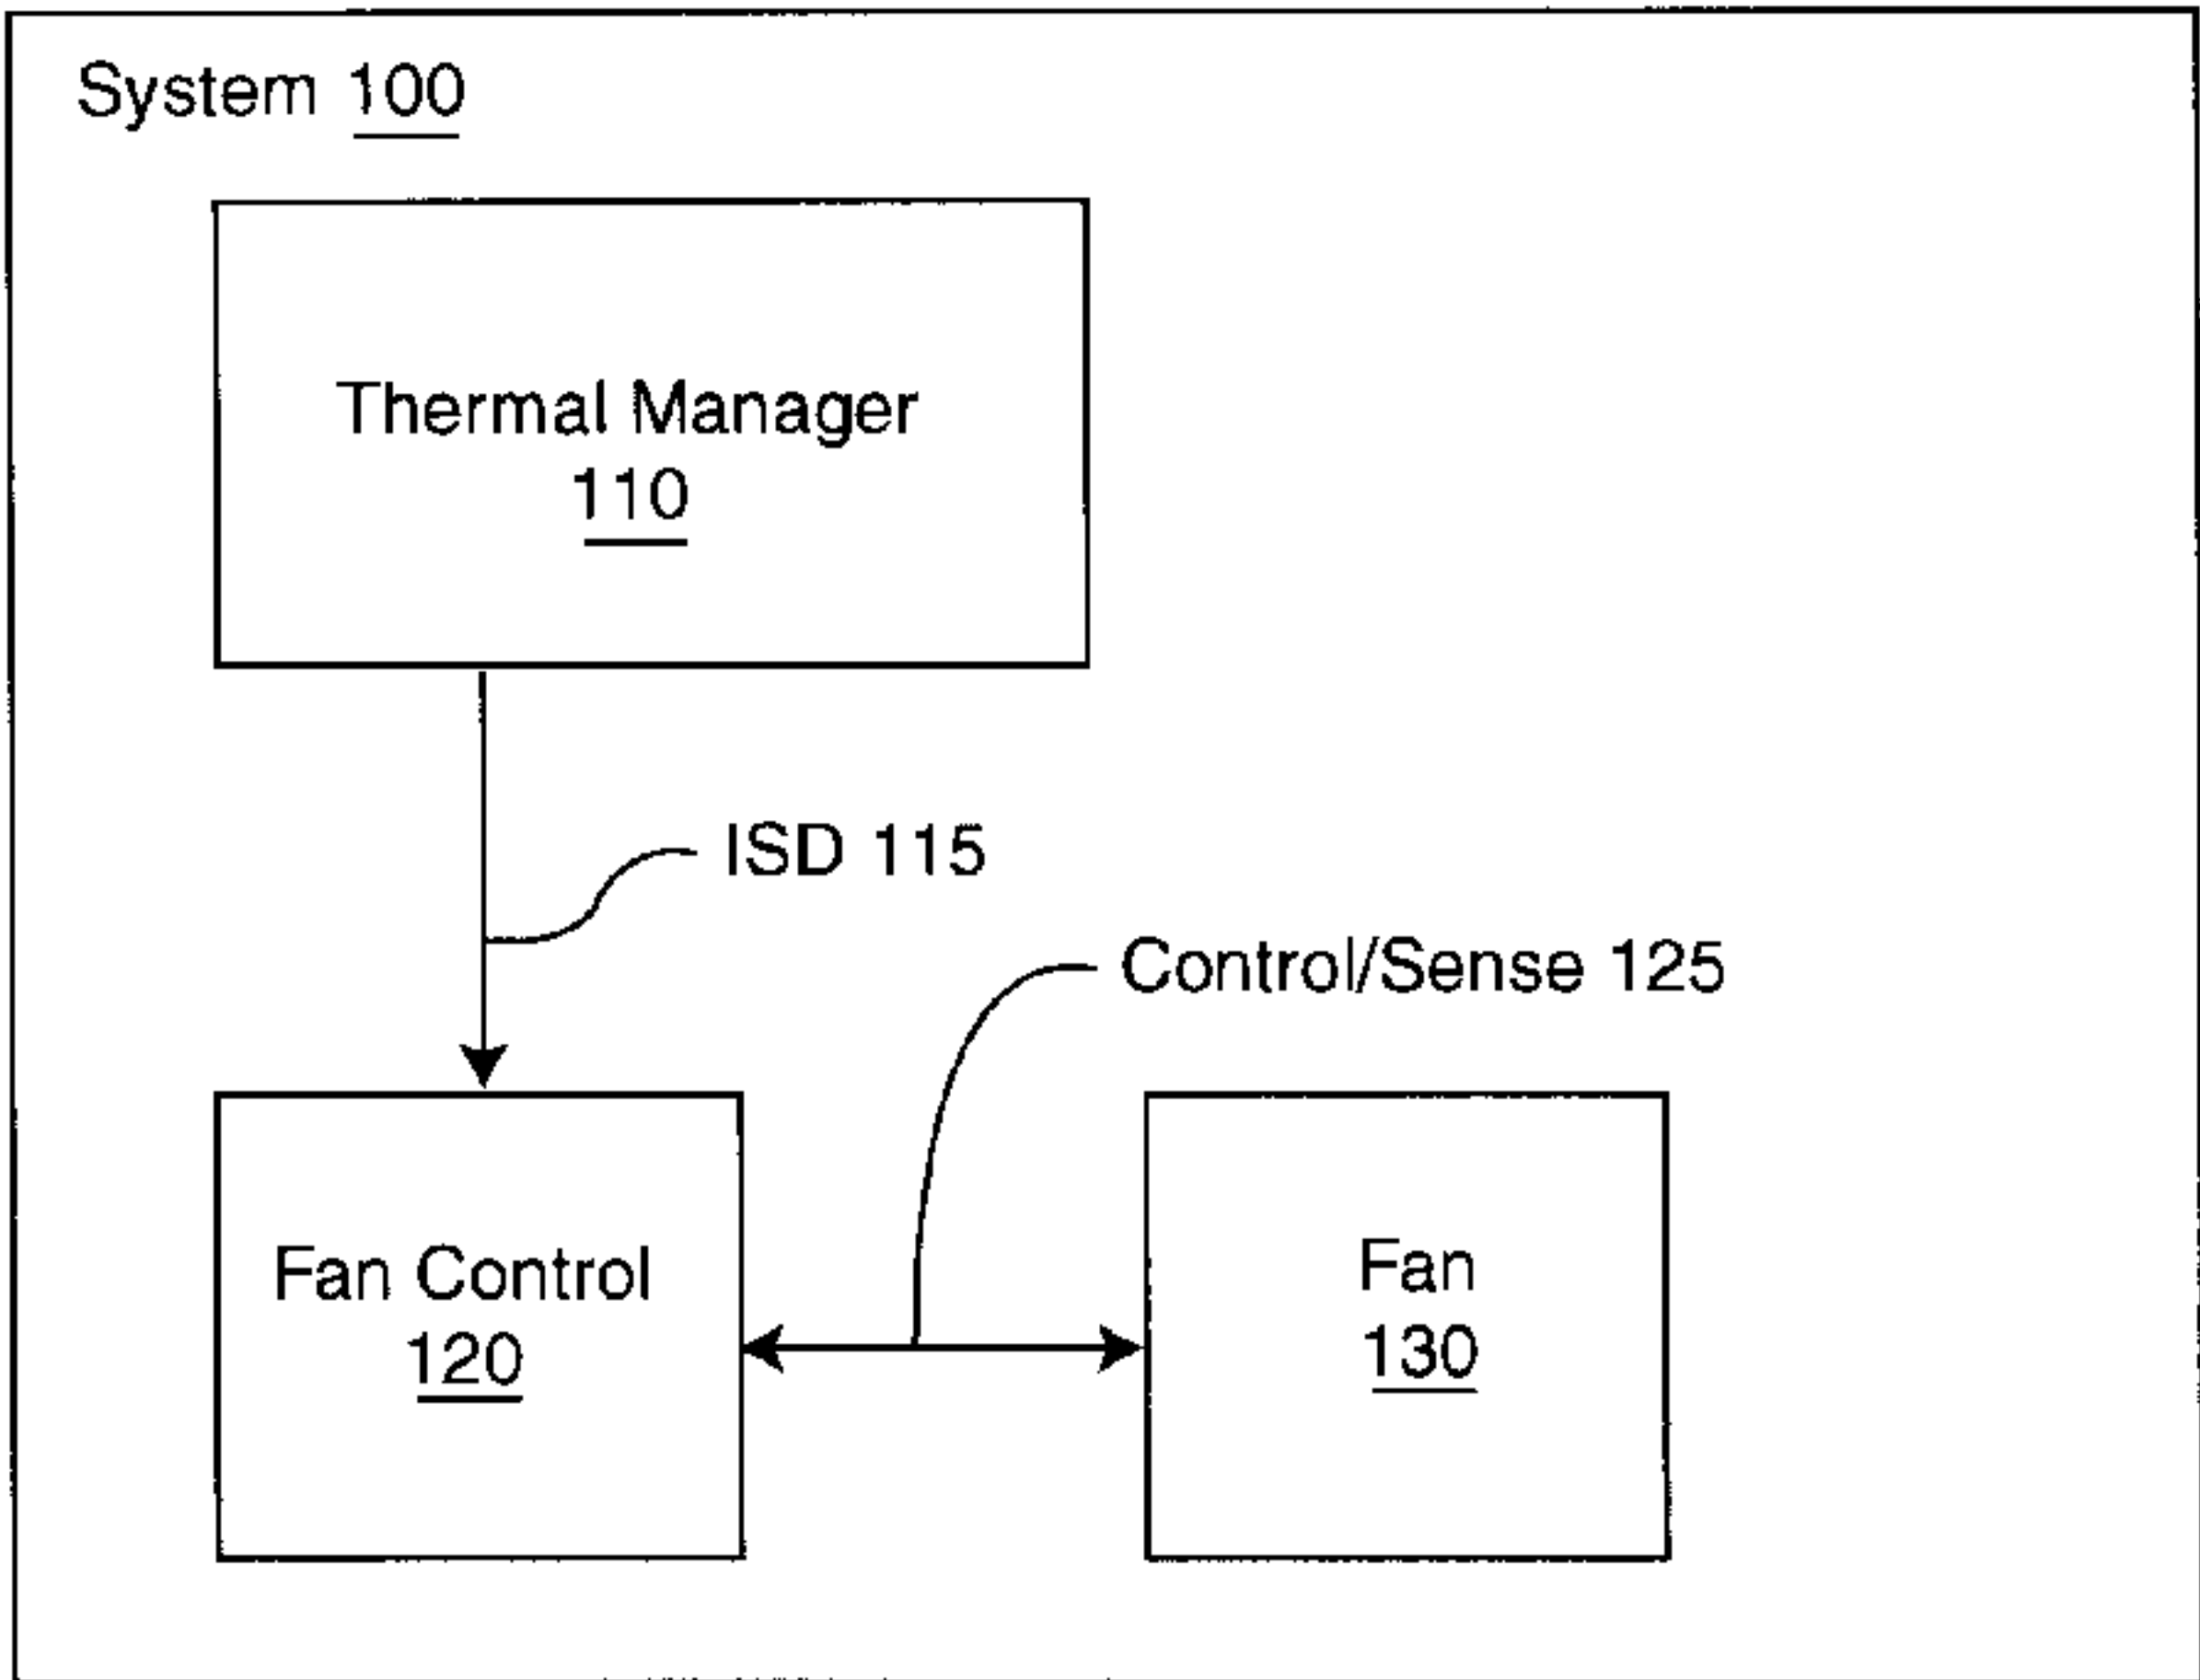 System 100
Thermal Manager
110
ISD 115
Control/Sense 125
Fan Control
120
Fan
130